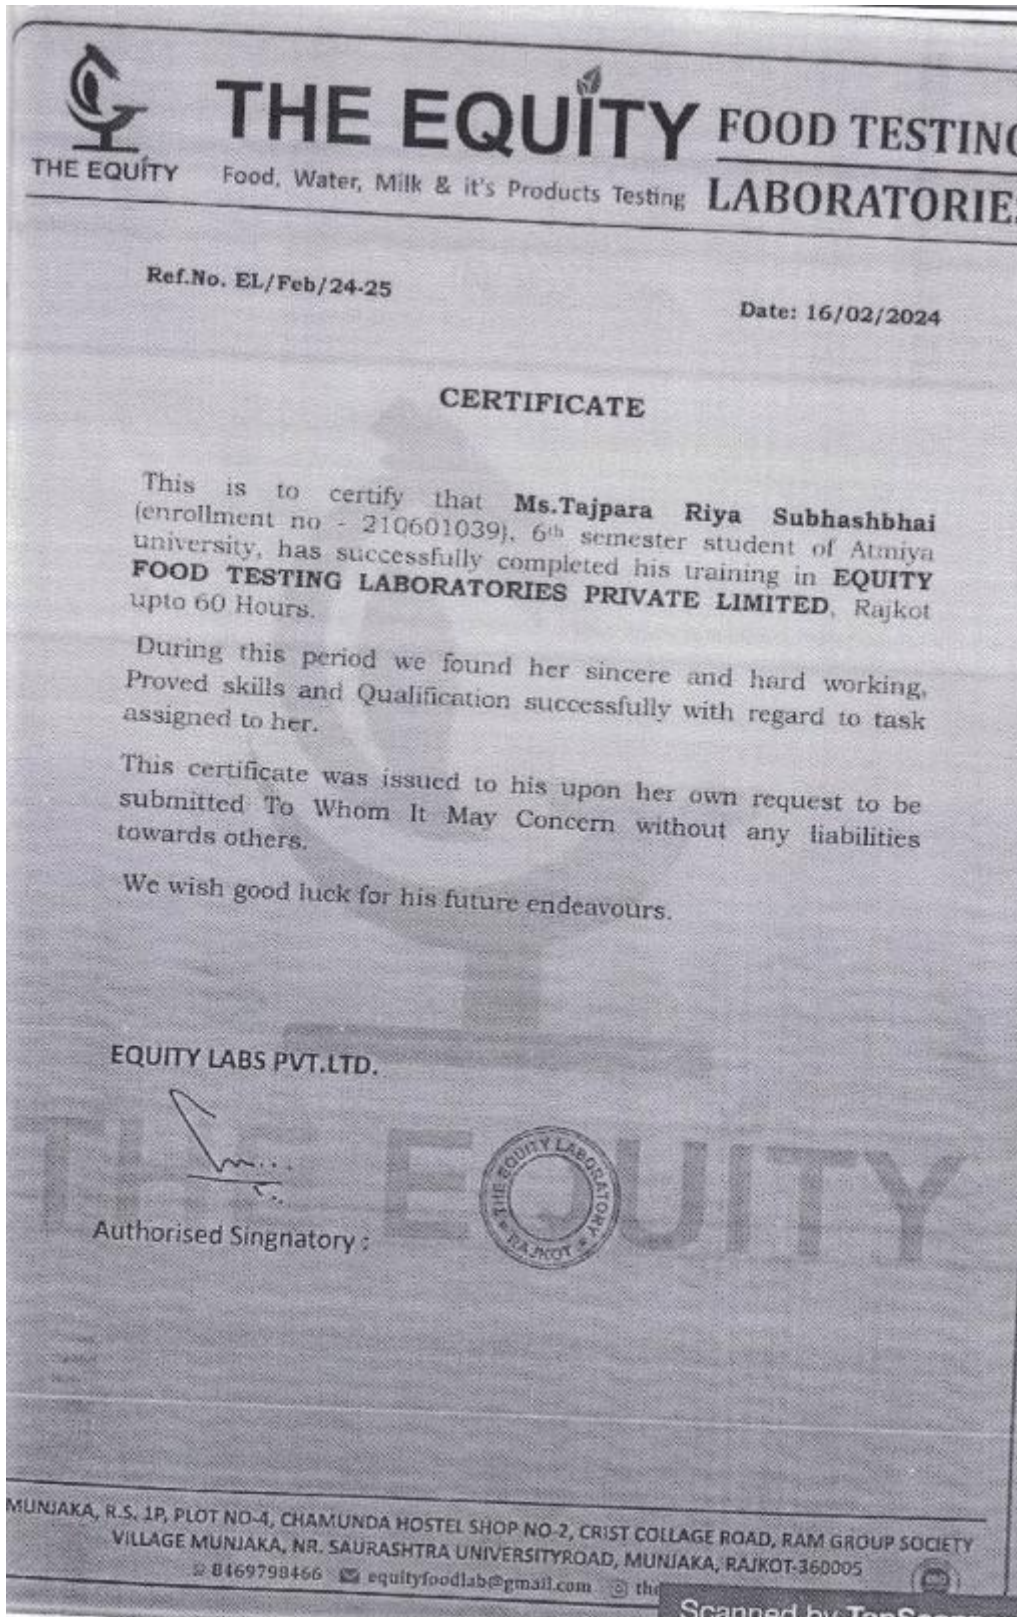 THE EQUITY FOOD TESTING
THE EQUITY
Food, Water, Milk & it's Products Testing LABORATORIES
Ref.No. EL/Feb/24-25
Date: 16/02/2024
CERTIFICATE
This is to certify that Ms.Tajpara Riya Subhashbhai
(enrollment no - 210601039), 6th semester student of Atmiya
university, has successfully completed his training in EQUITY
FOOD TESTING LABORATORIES PRIVATE LIMITED, Rajkot
upto 60 Hours.
During this period we found her sincere and hard working,
Proved skills and Qualification successfully with regard to task
assigned to her.
This certificate was issued to his upon her own request to be
submitted To Whom It May Concern without any liabilities
towards others.
We wish good luck for his future endeavours.
EQUITY LABS PVT.LTD.
THE EQUITY
THE EQUITY LABORATORY
RAJKOT
Authorised Singnatory :
MUNJAKA, R.S. 1P, PLOT NO-4, CHAMUNDA HOSTEL SHOP NO-2, CRIST COLLAGE ROAD, RAM GROUP SOCIETY
VILLAGE MUNJAKA, NR. SAURASHTRA UNIVERSITYROAD, MUNJAKA, RAJKOT-360005
8469798466 equityfoodlab@gmail.com
Scanned by